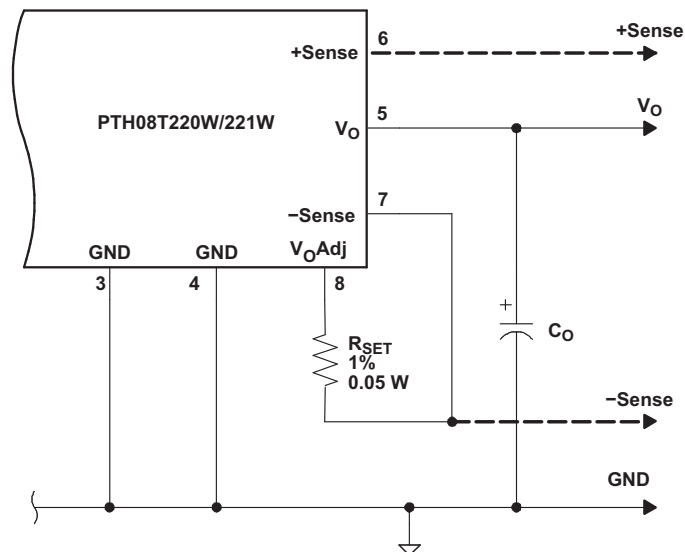 +Sense
6
+Sense
PTH08T220W/221W
5
VO
VO
−Sense
7
GND
GND
VOAdj
3
4
8
+
CO
RSET
1%
0.05 W
−Sense
GND